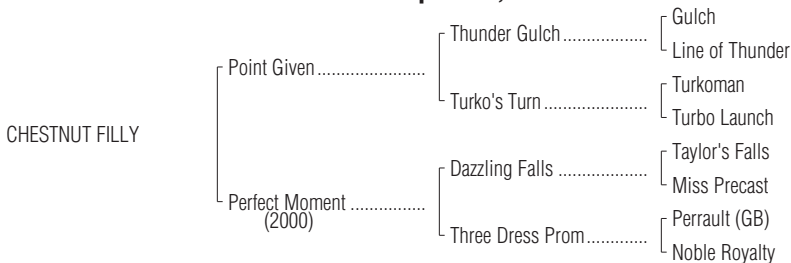 Gulch
Thunder Gulch......................
Line of Thunder
Point Given..........................
Turkoman
Turko's Turn..........................
Turbo Launch
CHESTNUT FILLY
Taylor's Falls
Dazzling Falls ......................
Miss Precast
Perfect Moment ..................
(2000)
Perrault (GB)
Three Dress Prom...............
Noble Royalty